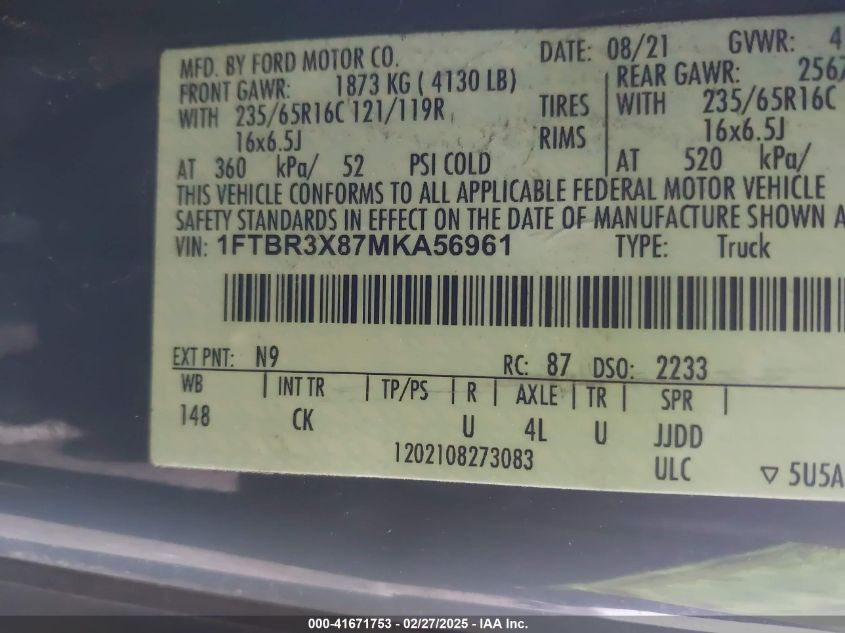 MFD. BY FORD MOTOR CO. DATE: 08/21 GVWR: 4
FRONT GAWR: 1873 KG ( 4130 LB) REAR GAWR: 2567
WITH 235/65R16C 121/119R TIRES WITH 235/65R16C
16x6.5J RIMS 16x6.5J
AT 360 kPa/ 52 PSI COLD AT 520 kPa/
THIS VEHICLE CONFORMS TO ALL APPLICABLE FEDERAL MOTOR VEHICLE
SAFETY STANDARDS IN EFFECT ON THE DATE OF MANUFACTURE SHOWN A
VIN: 1FTBR3X87MKA56961 TYPE: Truck
EXT PNT: N9 RC: 87 DSO: 2233
WB INT TR TP/PS R AXLE TR SPR
148 CK U 4L U JJDD
1202108273083 ULC ▽ 5U5A
000-41671753 - 02/27/2025 - IAA Inc.